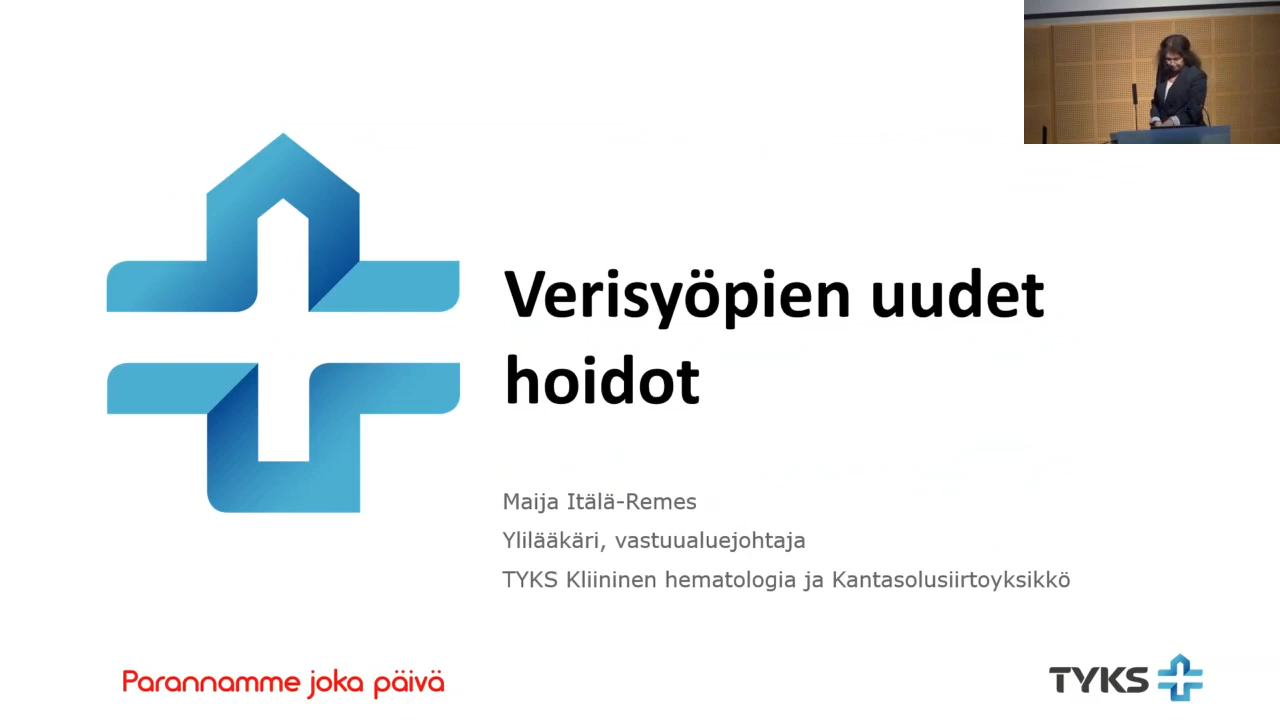 Verisyöpien uudet
hoidot
Maija Itälä-Remes
Ylilääkäri, vastuualuejohtaja
TYKS Kliininen hematologia ja Kantasolusiirtoyksikkö
Parannamme joka päivä
TYKS